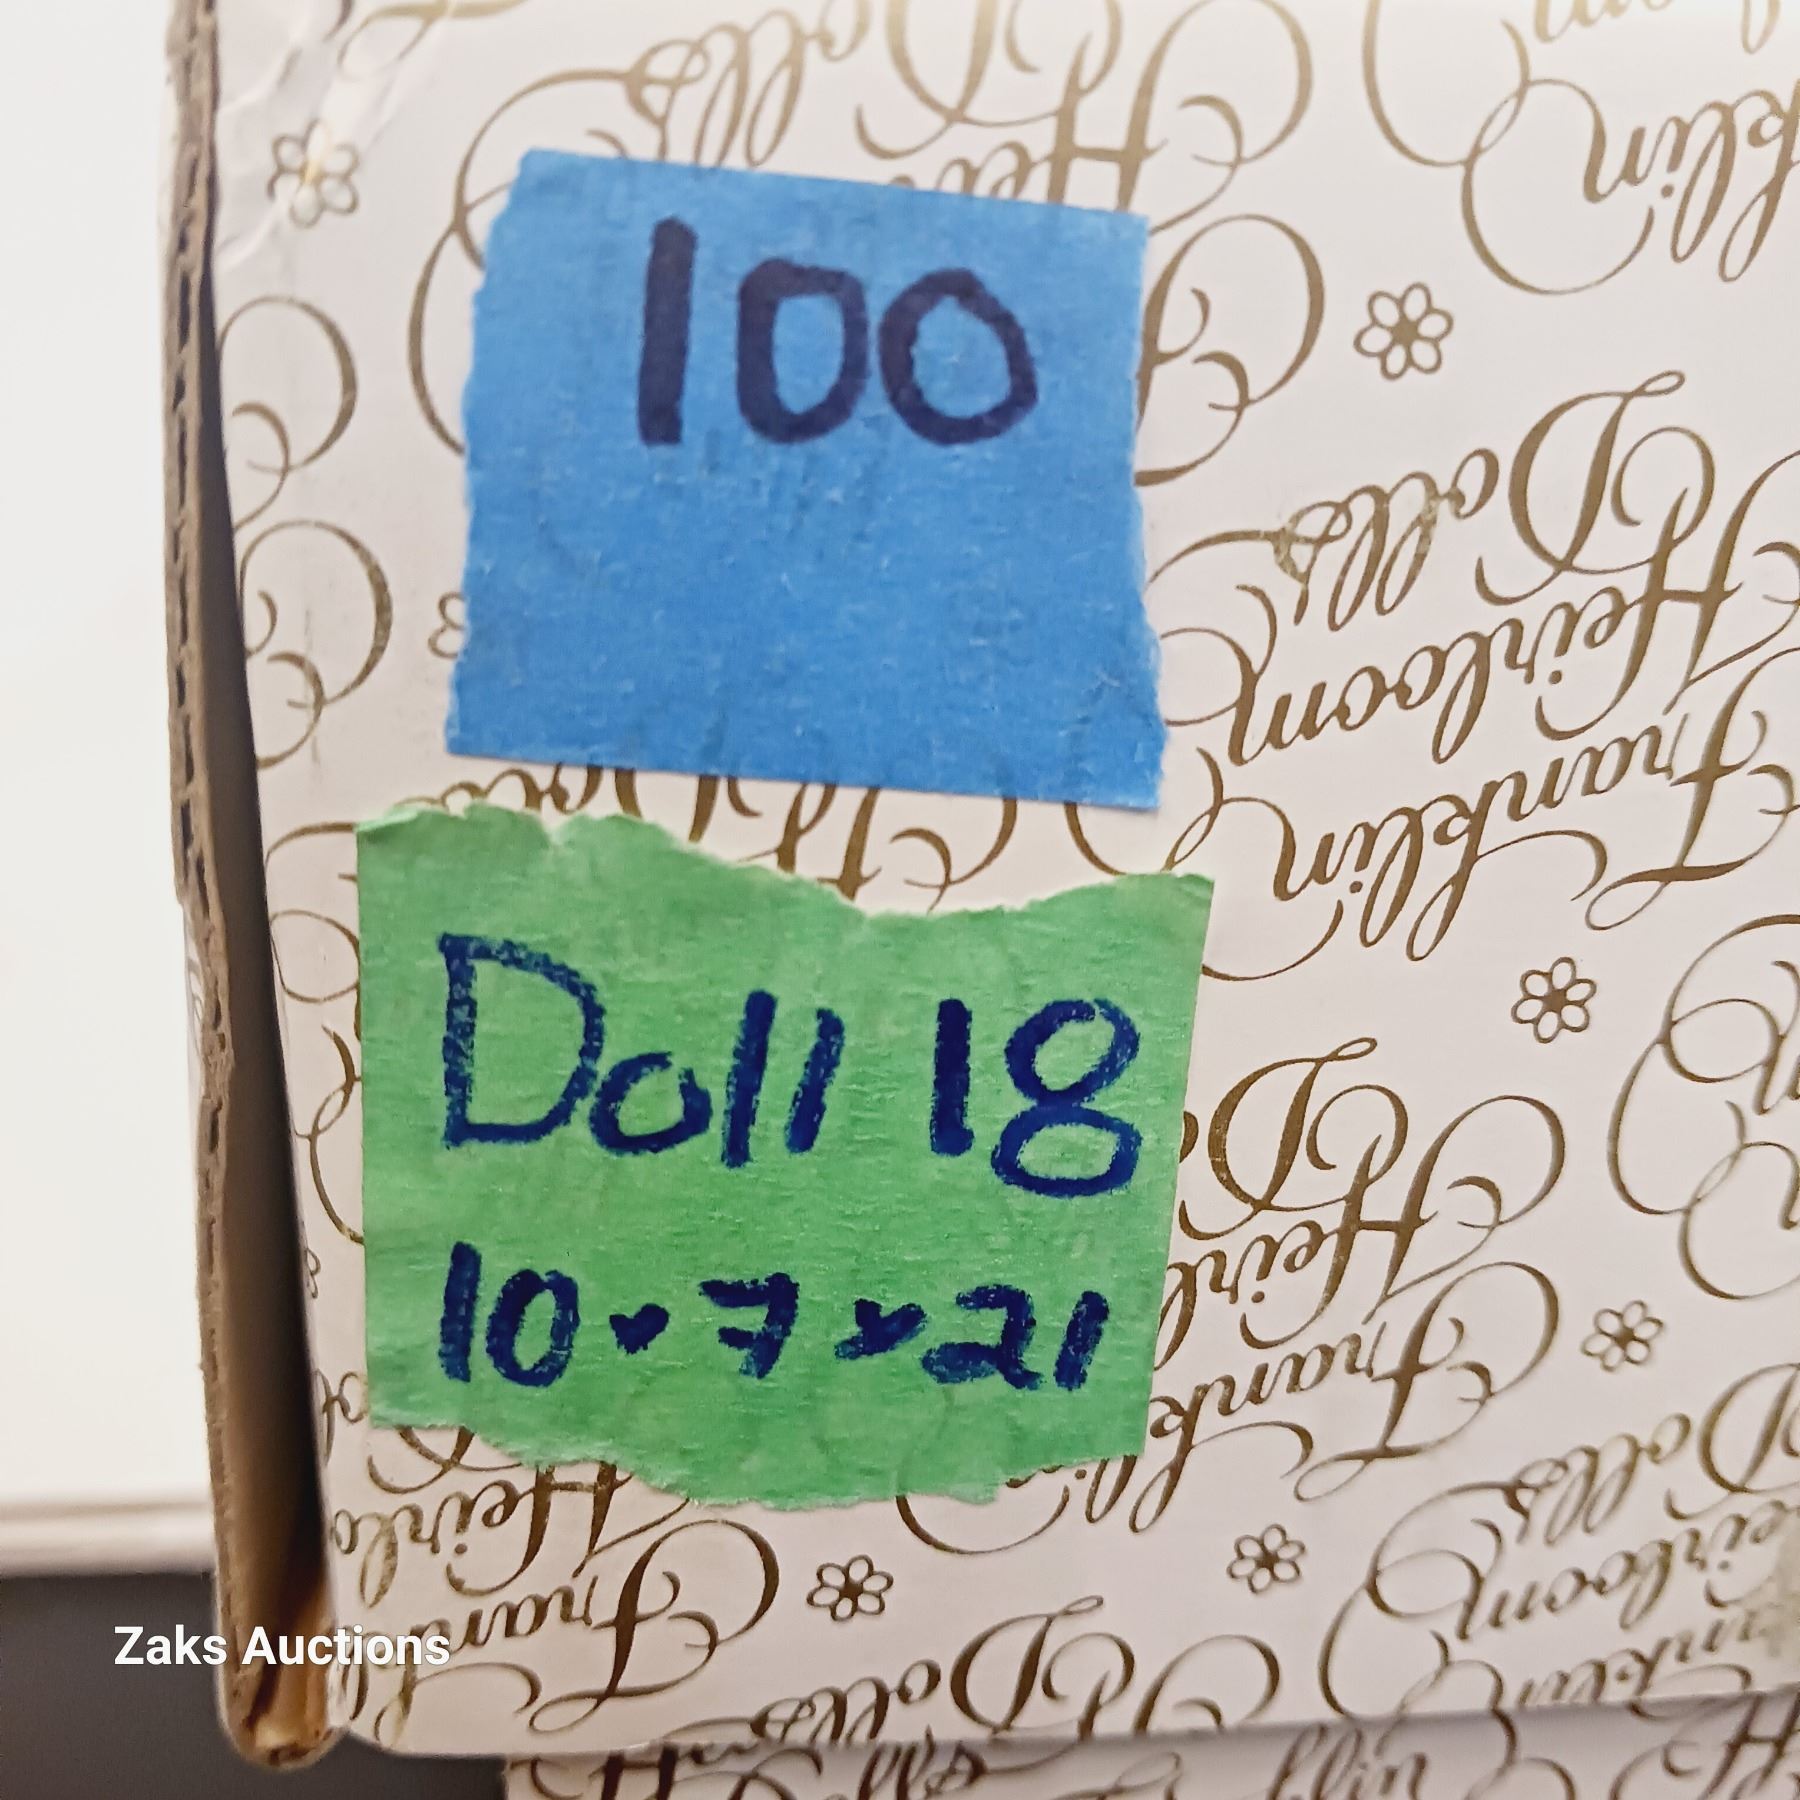 100
Doll 18
10 x 7 x 21
Franklin
Heirloom
Dolls
Zaks Auctions